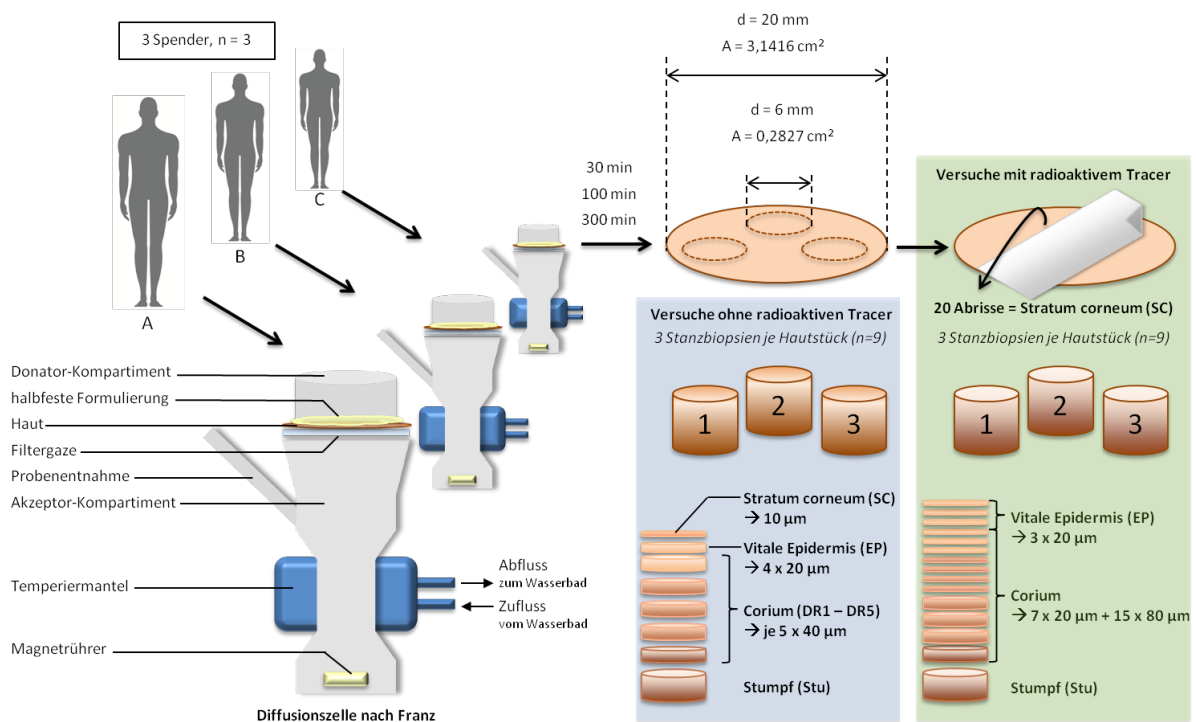 3 Spender, n = 3
A
B
C
Donator-Kompartiment
halbfeste Formulierung
Haut
Filtergaze
Probenentnahme
Akzeptor-Kompartiment
Temperiermantel
Magnetrührer
Abfluss
zum Wasserbad
Zufluss
vom Wasserbad
Diffusionszelle nach Franz
30 min
100 min
300 min
d = 20 mm
A = 3,1416 cm²
d = 6 mm
A = 0,2827 cm²
Versuche ohne radioaktiven Tracer
3 Stanzbiopsien je Hautstück (n=9)
1
2
3
Stratum corneum (SC)
→ 10 µm
Vitale Epidermis (EP)
→ 4 x 20 µm
Corium (DR1 – DR5)
→ je 5 x 40 µm
Stumpf (Stu)
Versuche mit radioaktivem Tracer
20 Abrisse = Stratum corneum (SC)
3 Stanzbiopsien je Hautstück (n=9)
1
2
3
Vitale Epidermis (EP)
→ 3 x 20 µm
Corium
→ 7 x 20 µm + 15 x 80 µm
Stumpf (Stu)